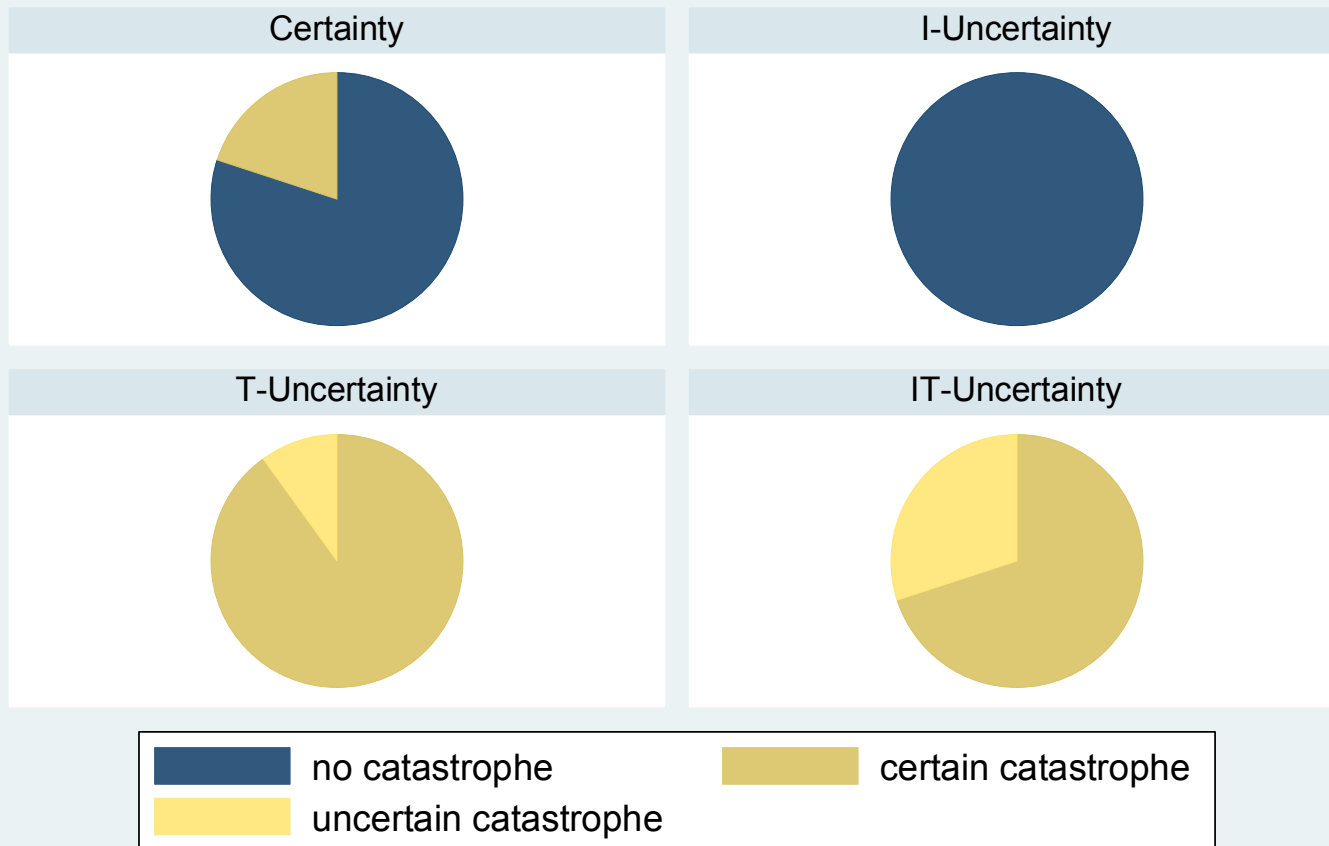 Certainty
I-Uncertainty
T-Uncertainty
IT-Uncertainty
no catastrophe
certain catastrophe
uncertain catastrophe